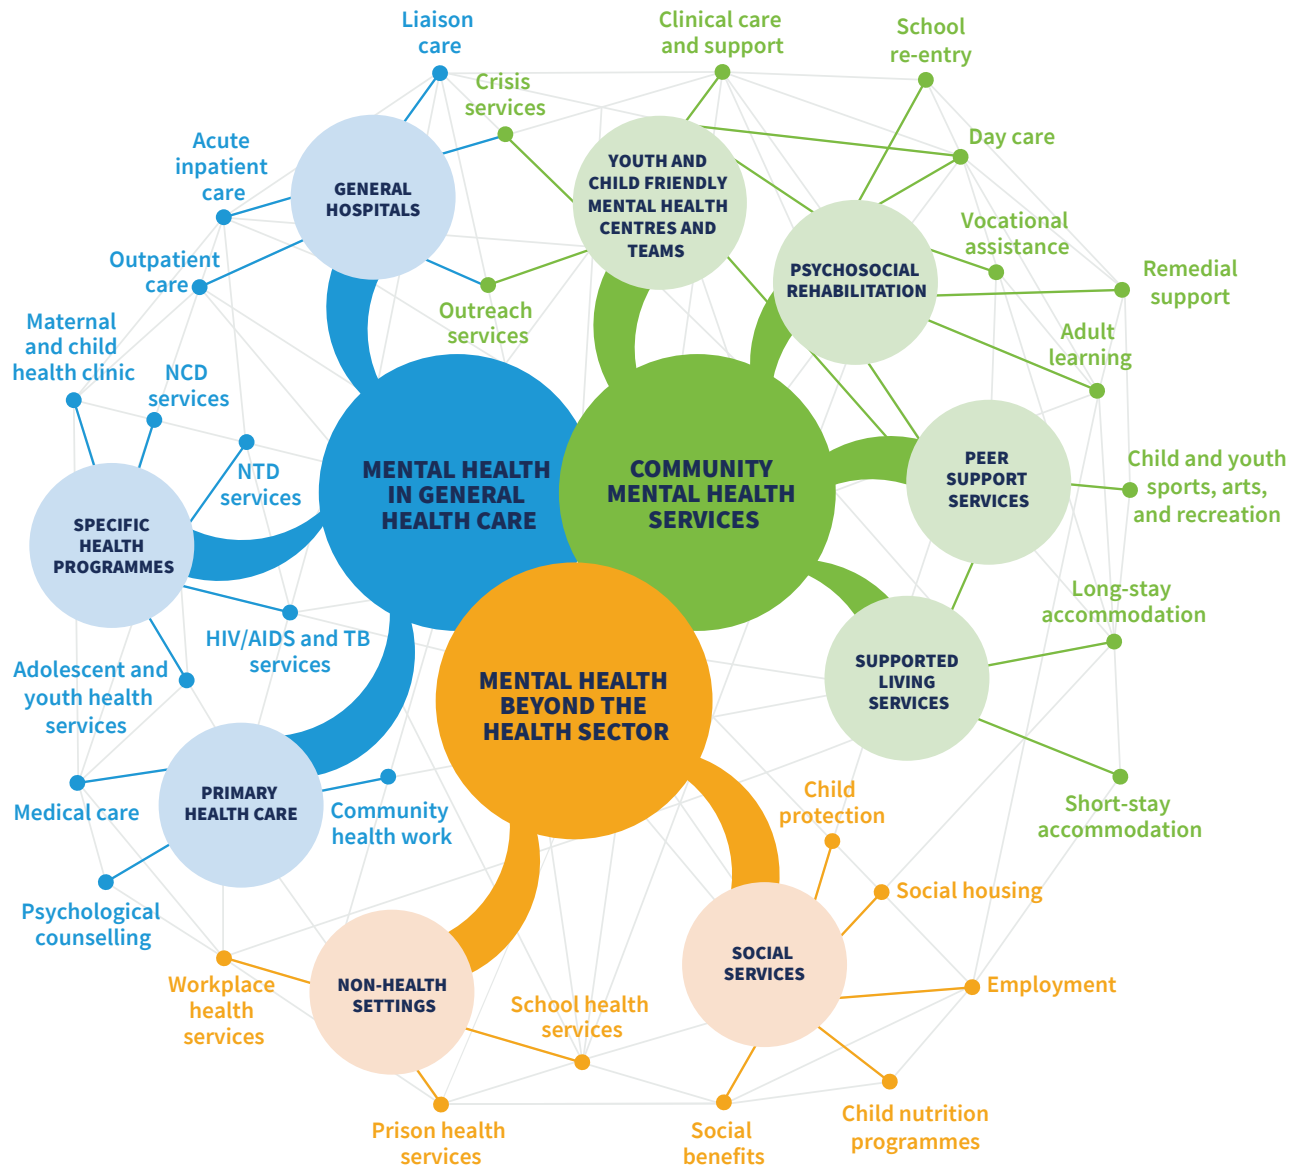 Liaison
care
Clinical care
and support
School
re-entry
Crisis
services
Acute
inpatient
care
Day care
YOUTH AND
CHILD FRIENDLY
MENTAL HEALTH
CENTRES AND
TEAMS
GENERAL
HOSPITALS
Vocational
assistance
Outpatient
care
PSYCHOSOCIAL
REHABILITATION
Remedial
support
Outreach
services
Maternal
and child
health clinic
Adult
learning
NCD
services
NTD
services
MENTAL HEALTH
IN GENERAL
HEALTH CARE
COMMUNITY
MENTAL HEALTH
SERVICES
PEER
SUPPORT
SERVICES
Child and youth
sports, arts,
and recreation
SPECIFIC
HEALTH
PROGRAMMES
Long-stay
accommodation
HIV/AIDS and TB
services
Adolescent and
youth health
services
MENTAL HEALTH
BEYOND THE
HEALTH SECTOR
SUPPORTED
LIVING
SERVICES
PRIMARY
HEALTH CARE
Medical care
Community
health work
Child
protection
Short-stay
accommodation
Psychological
counselling
Social housing
SOCIAL
SERVICES
Workplace
health
services
NON-HEALTH
SETTINGS
School health
services
Employment
Prison health
services
Social
benefits
Child nutrition
programmes